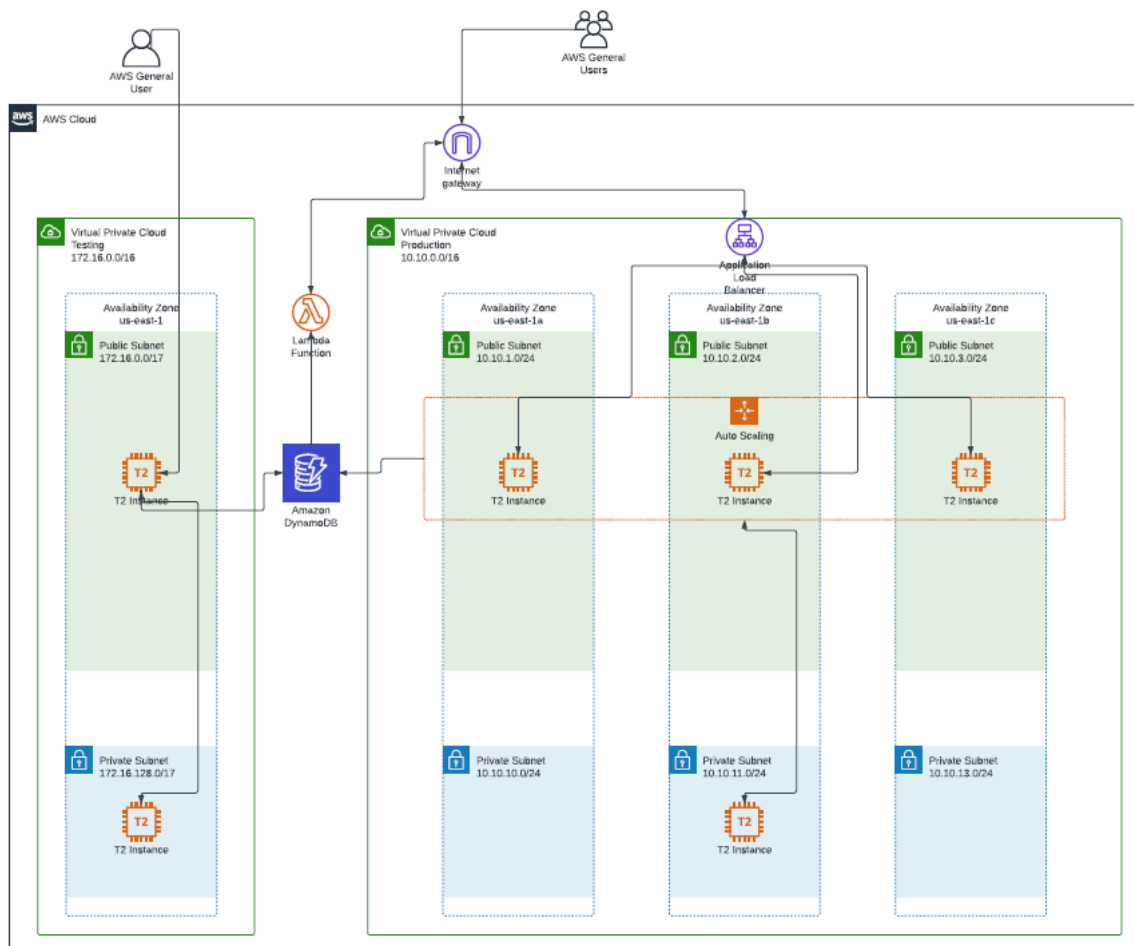 AWS General
User
AWS General
Users
aws
AWS Cloud
Internet
gateway
Virtual Private Cloud
Testing
172.16.0.0/16
Virtual Private Cloud
Production
10.10.0.0/16
Application
Load
Balancer
Availability Zone
us-east-1
Public Subnet
172.16.0.0/17
Lambda
Function
Availability Zone
us-east-1a
Public Subnet
10.10.1.0/24
Availability Zone
us-east-1b
Public Subnet
10.10.2.0/24
Availability Zone
us-east-1c
Public Subnet
10.10.3.0/24
Auto Scaling
T2
T2 Instance
Amazon
DynamoDB
T2
T2 Instance
T2
T2 Instance
T2
T2 Instance
Private Subnet
172.16.128.0/17
Private Subnet
10.10.10.0/24
Private Subnet
10.10.11.0/24
Private Subnet
10.10.13.0/24
T2
T2 Instance
T2
T2 Instance